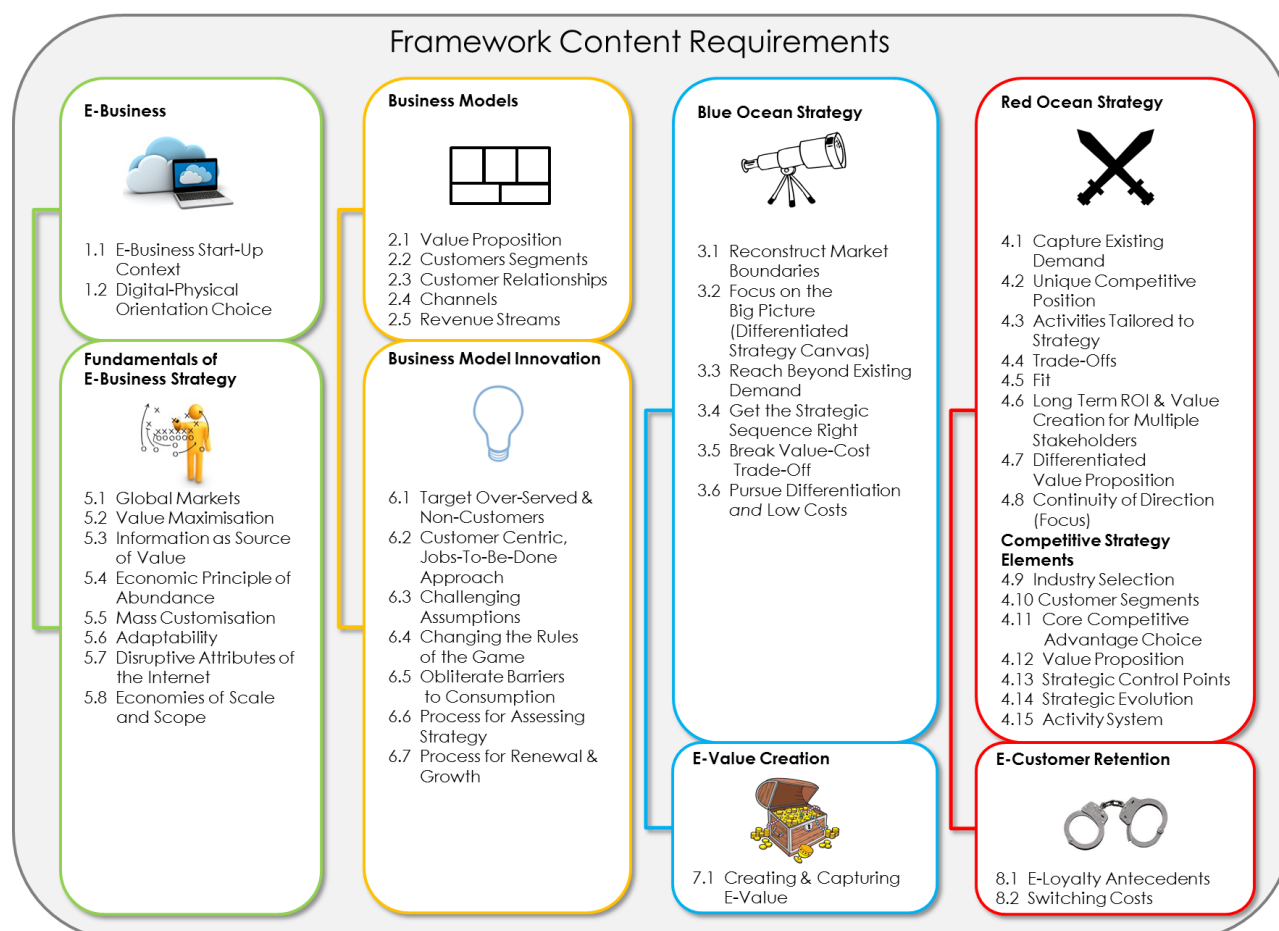 Framework Content Requirements
E-Business
1.1 E-Business Start-Up
Context
1.2 Digital-Physical
Orientation Choice
Fundamentals of
E-Business Strategy
5.1 Global Markets
5.2 Value Maximisation
5.3 Information as Source
of Value
5.4 Economic Principle of
Abundance
5.5 Mass Customisation
5.6 Adaptability
5.7 Disruptive Attributes of
the Internet
5.8 Economies of Scale
and Scope
Business Models
2.1 Value Proposition
2.2 Customers Segments
2.3 Customer Relationships
2.4 Channels
2.5 Revenue Streams
Business Model Innovation
6.1 Target Over-Served &
Non-Customers
6.2 Customer Centric,
Jobs-To-Be-Done
Approach
6.3 Challenging
Assumptions
6.4 Changing the Rules
of the Game
6.5 Obliterate Barriers
to Consumption
6.6 Process for Assessing
Strategy
6.7 Process for Renewal &
Growth
Blue Ocean Strategy
3.1 Reconstruct Market
Boundaries
3.2 Focus on the
Big Picture
(Differentiated
Strategy Canvas)
3.3 Reach Beyond Existing
Demand
3.4 Get the Strategic
Sequence Right
3.5 Break Value-Cost
Trade-Off
3.6 Pursue Differentiation
and Low Costs
E-Value Creation
7.1 Creating & Capturing
E-Value
Red Ocean Strategy
4.1 Capture Existing
Demand
4.2 Unique Competitive
Position
4.3 Activities Tailored to
Strategy
4.4 Trade-Offs
4.5 Fit
4.6 Long Term ROI & Value
Creation for Multiple
Stakeholders
4.7 Differentiated
Value Proposition
4.8 Continuity of Direction
(Focus)
Competitive Strategy
Elements
4.9 Industry Selection
4.10 Customer Segments
4.11 Core Competitive
Advantage Choice
4.12 Value Proposition
4.13 Strategic Control Points
4.14 Strategic Evolution
4.15 Activity System
E-Customer Retention
8.1 E-Loyalty Antecedents
8.2 Switching Costs